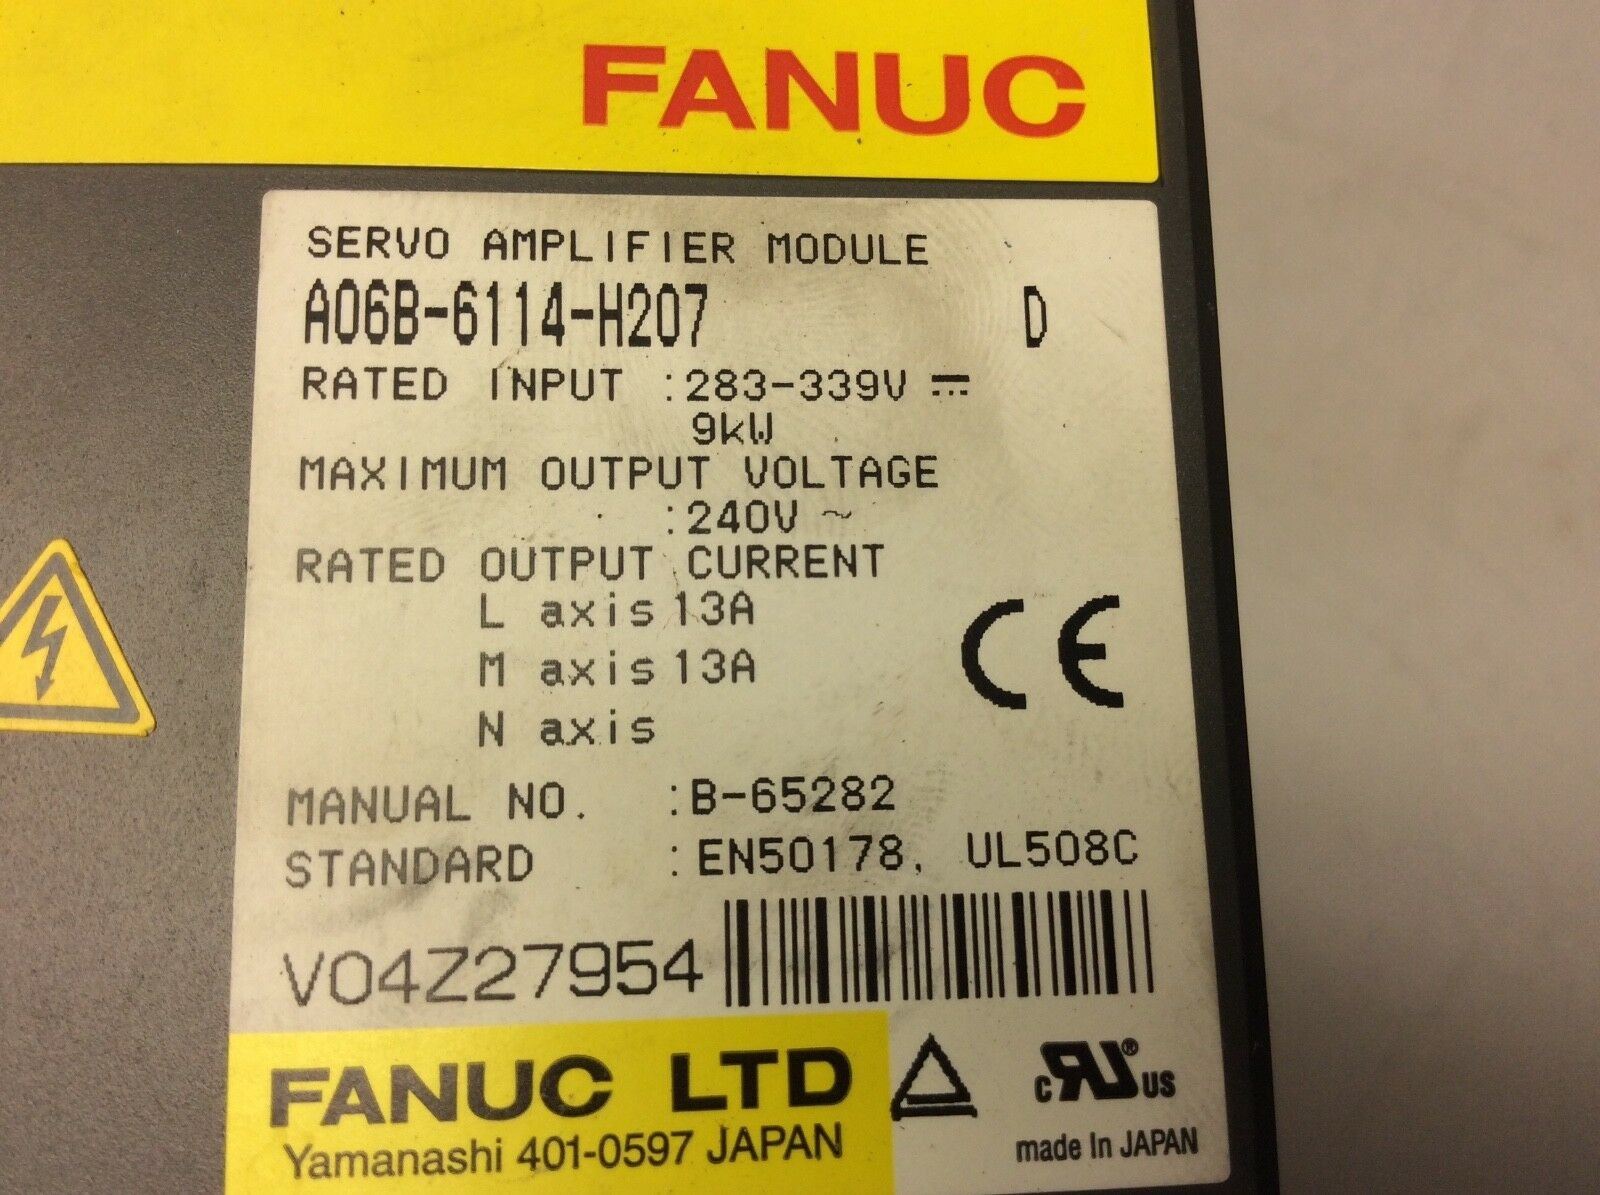 FANUC
SERVO AMPLIFIER MODULE
A06B-6114-H207 D
RATED INPUT :283-339V ⎓
9kW
MAXIMUM OUTPUT VOLTAGE
:240V ~
RATED OUTPUT CURRENT
L axis 13A
M axis 13A
N axis
CE
MANUAL NO. :B-65282
STANDARD :EN50178, UL508C
V04Z27954
FANUC LTD
Yamanashi 401-0597 JAPAN
c RU ® US
made In JAPAN